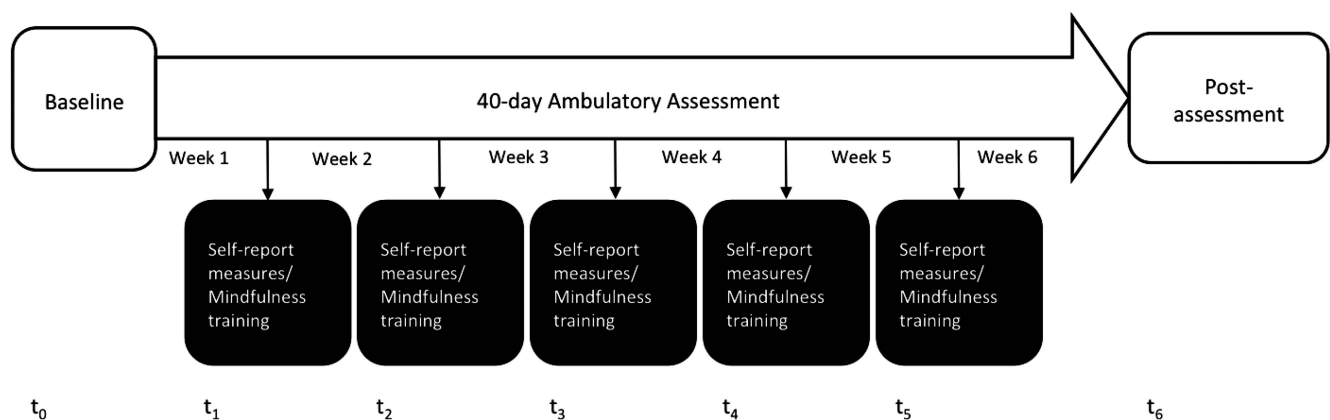 Baseline
40-day Ambulatory Assessment
Post-
assessment
Week 1
Week 2
Week 3
Week 4
Week 5
Week 6
Self-report
measures/
Mindfulness
training
Self-report
measures/
Mindfulness
training
Self-report
measures/
Mindfulness
training
Self-report
measures/
Mindfulness
training
Self-report
measures/
Mindfulness
training
t₀
t₁
t₂
t₃
t₄
t₅
t₆